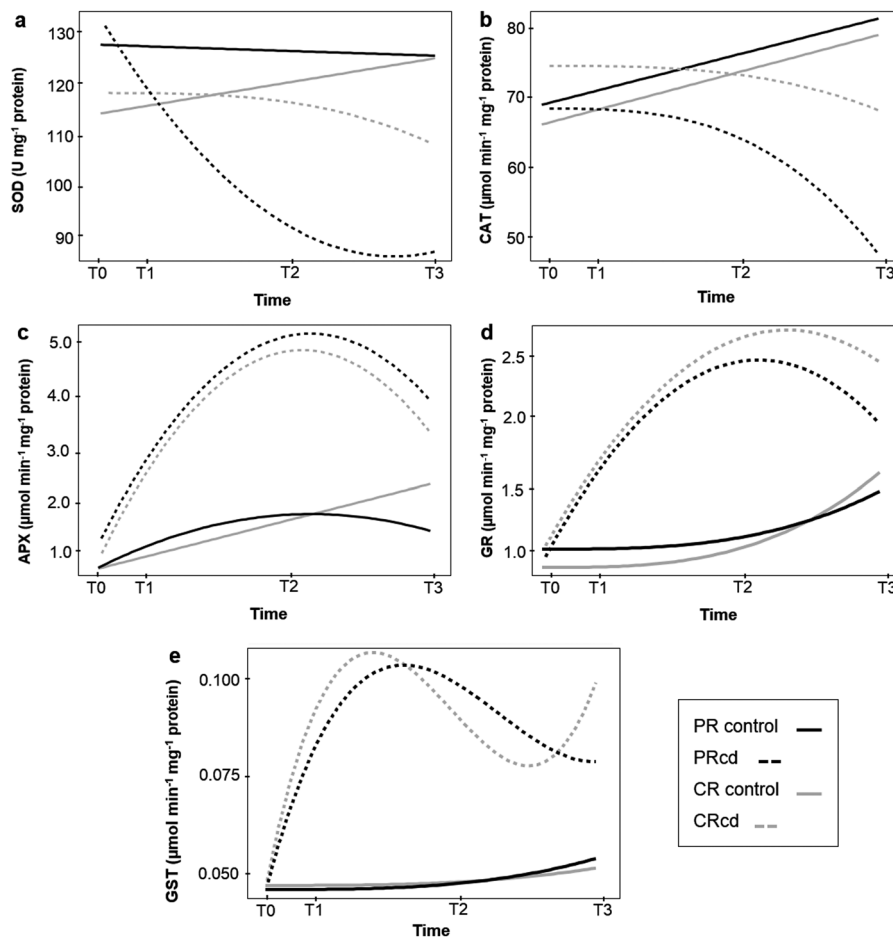 a
130
120
110
100
90
SOD (U mg⁻¹ protein)
T0 T1 T2 T3
Time
b
80
70
60
50
CAT (µmol min⁻¹ mg⁻¹ protein)
T0 T1 T2 T3
Time
c
5.0
4.0
3.0
2.0
1.0
APX (µmol min⁻¹ mg⁻¹ protein)
T0 T1 T2 T3
Time
d
2.5
2.0
1.5
1.0
GR (µmol min⁻¹ mg⁻¹ protein)
T0 T1 T2 T3
Time
e
0.100
0.075
0.050
GST (µmol min⁻¹ mg⁻¹ protein)
T0 T1 T2 T3
Time
PR control
PRcd
CR control
CRcd